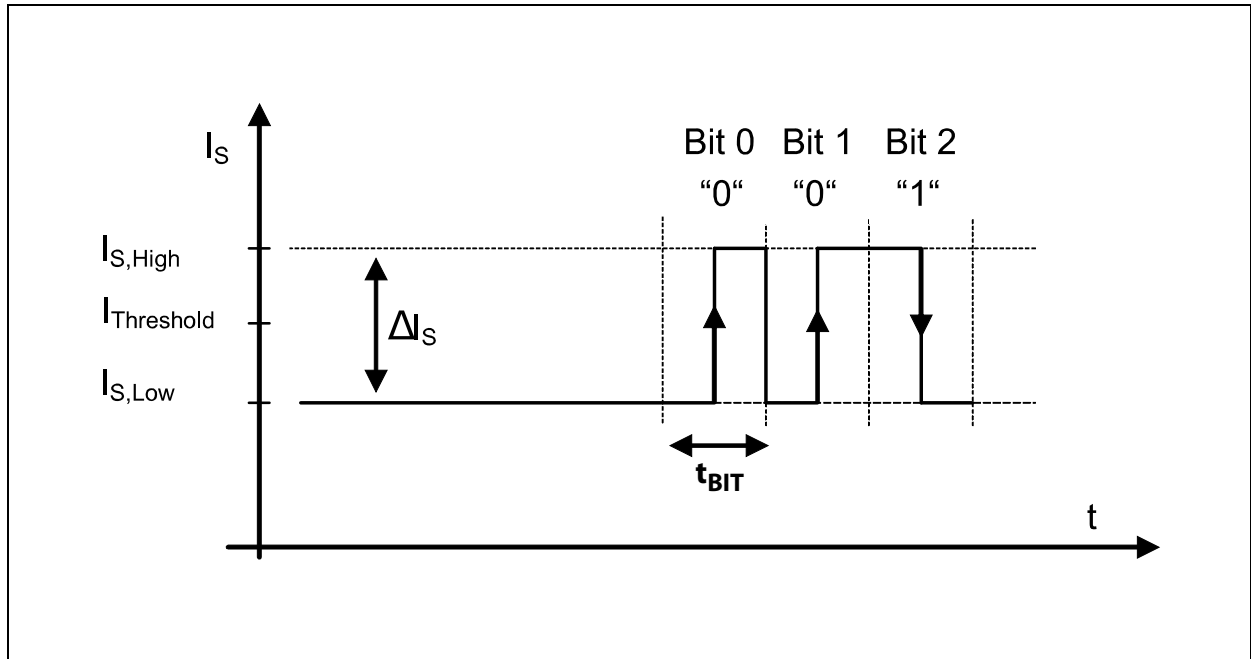 Bit 0 Bit 1 Bit 2
I_S
“0“ “0“ “1“
I_S,High
I_Threshold
ΔI_S
I_S,Low
t_BIT
t